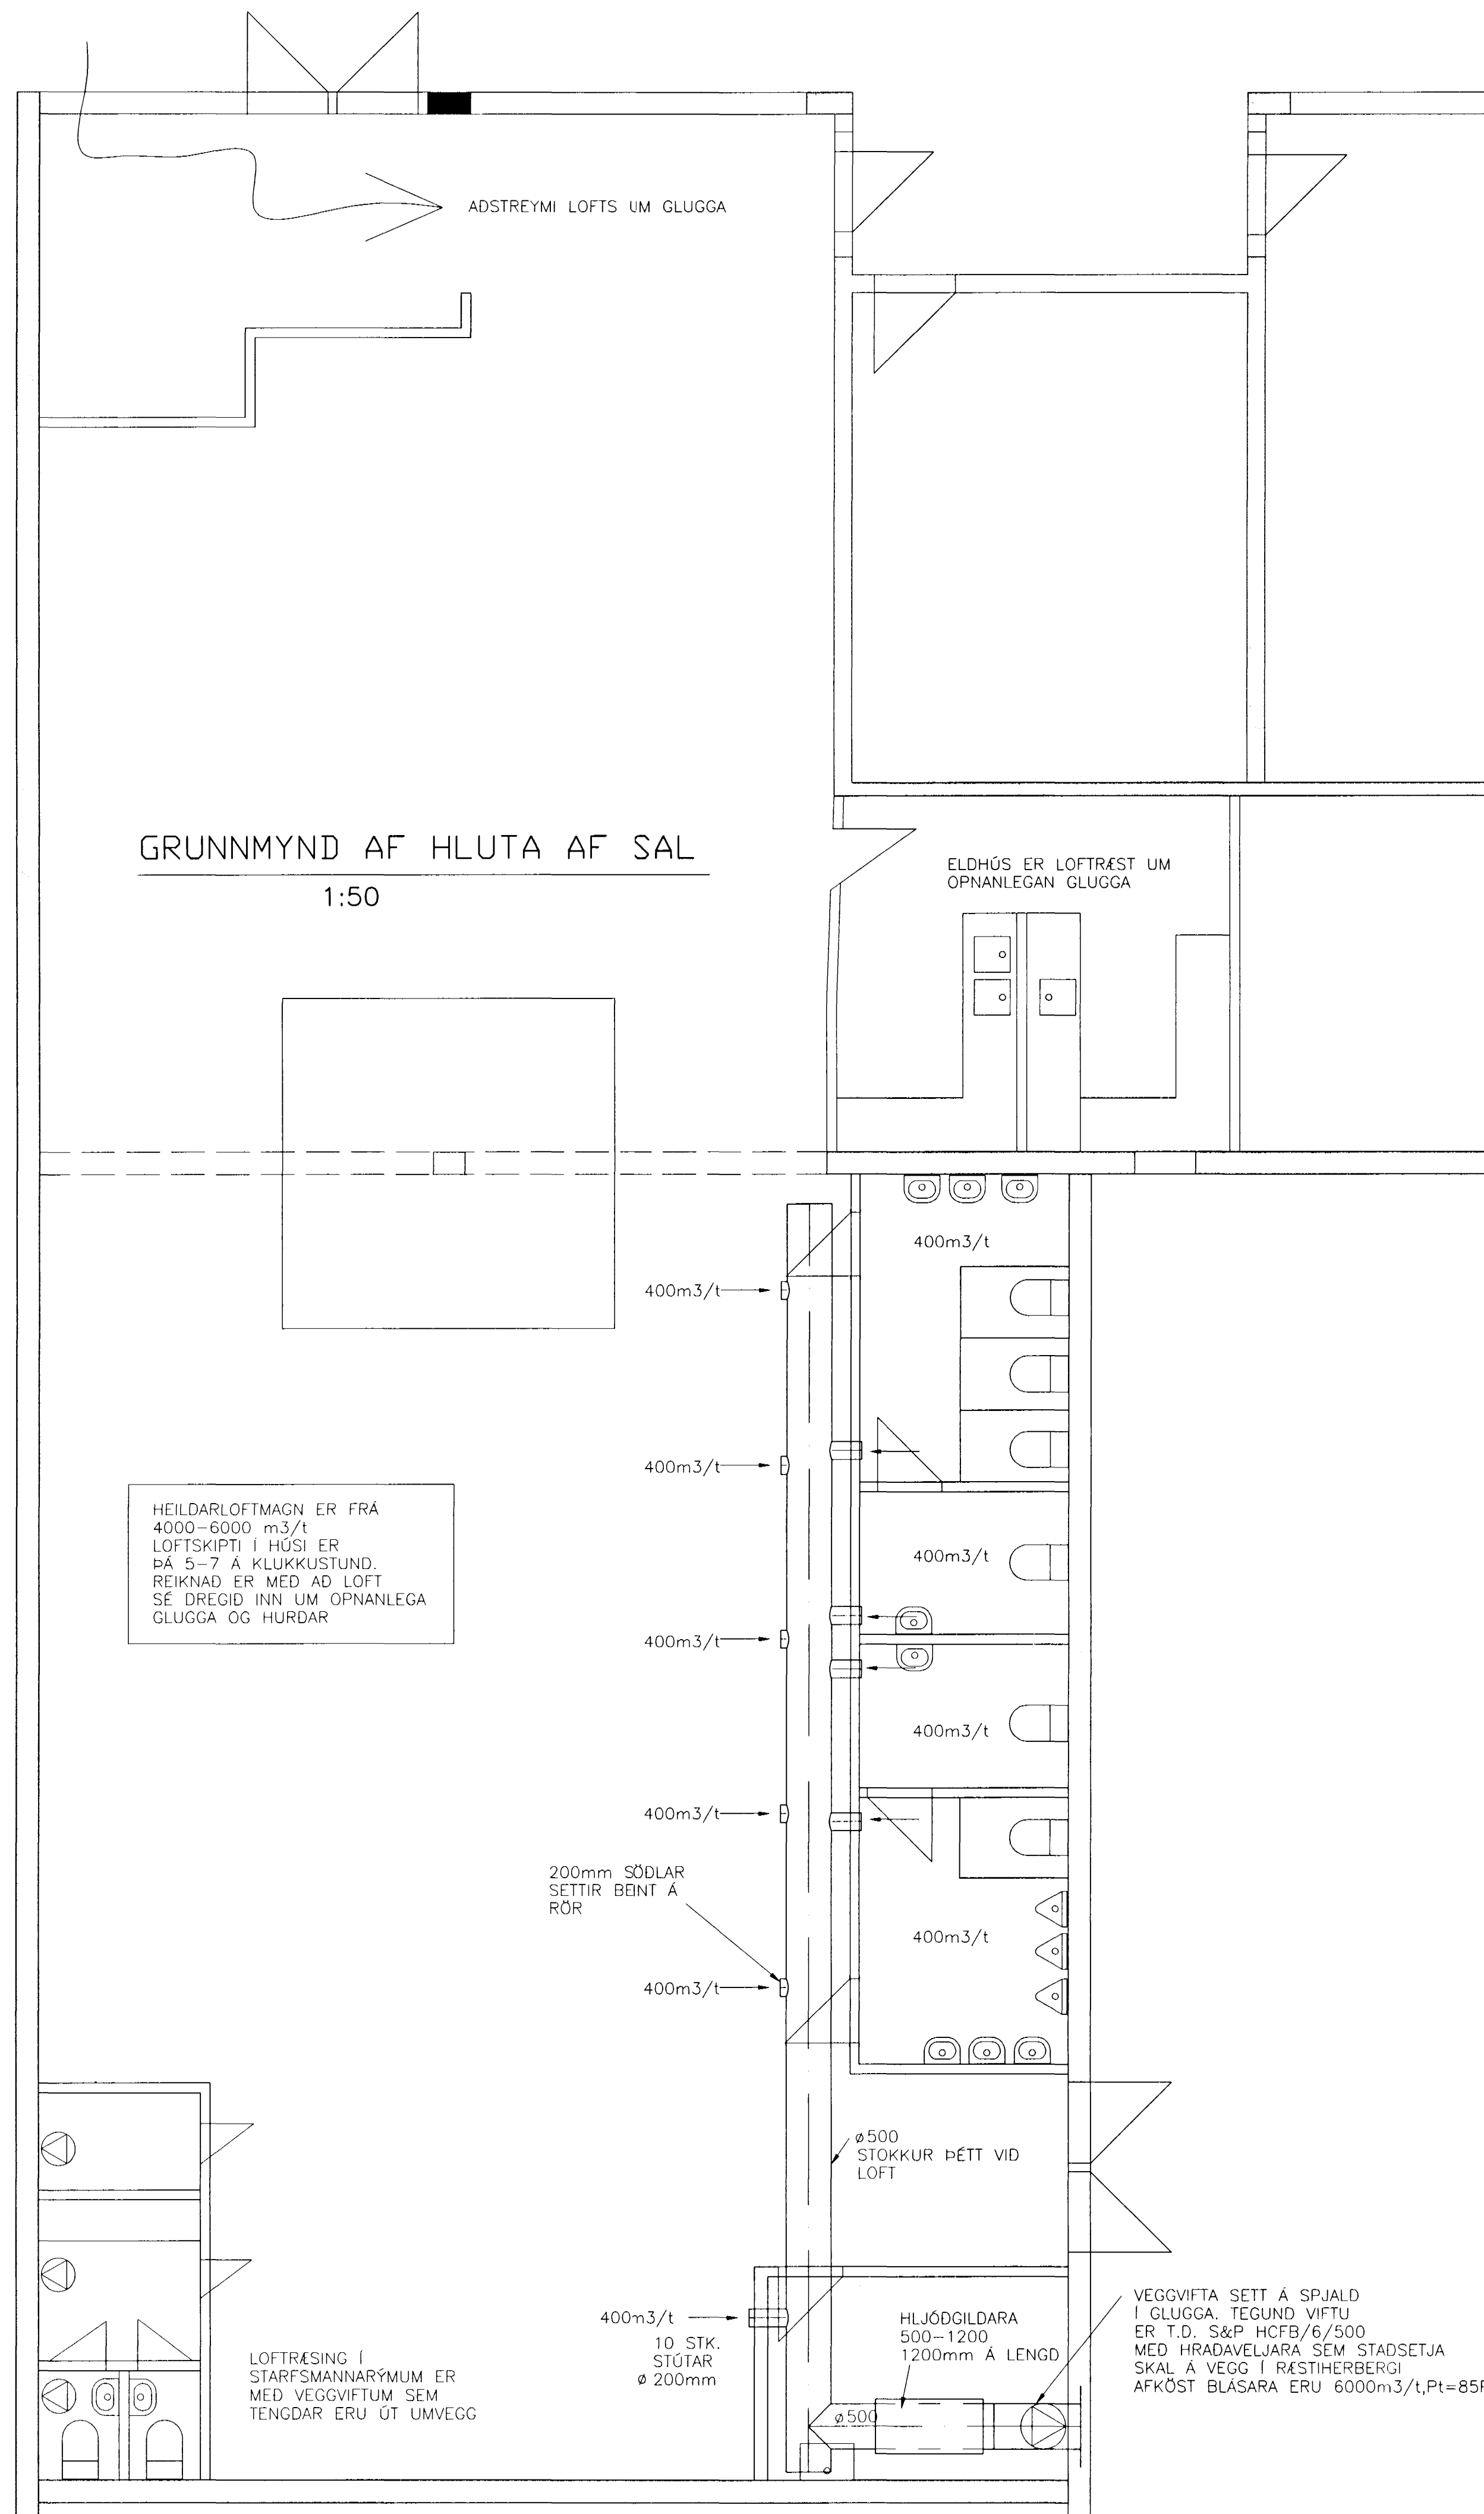 AÐSTREYMI LOFTS UM GLUGGA
GRUNNMYND AF HLUTA AF SAL
1:50
ELDHÚS ER LOFTRÆST UM
OPNANLEGAN GLUGGA
400m3/t
400m3/t
400m3/t
HEILDARLOFTMAGN ER FRÁ
4000-6000 m3/t
LOFTSKIPTI Í HÚSI ER
ÞÁ 5-7 Á KLUKKUSTUND.
REIKNAÐ ER MEÐ AÐ LOFT
SÉ DREGIÐ INN UM OPNANLEGA
GLUGGA OG HURÐAR
400m3/t
400m3/t
400m3/t
400m3/t
200mm SÖÐLAR
SETTIR BEINT Á
RÖR
400m3/t
400m3/t
ø500
STOKKUR ÞÉTT VIÐ
LOFT
400m3/t
10 STK.
STÚTAR
ø 200mm
HLJÓÐGILDARA
500-1200
1200mm Á LENGD
VEGGVIFTA SETT Á SPJALD
Í GLUGGA. TEGUND VIFTU
ER T.D. S&P HCFB/6/500
MEÐ HRAÐAVELJARA SEM STAÐSETJA
SKAL Á VEGG Í RÆSTIHERBERGI
AFKÖST BLÁSARA ERU 6000m3/t,Pt=85P
LOFTRÆSING Í
STARFSMANNARÝMUM ER
MEÐ VEGGVIFTUM SEM
TENGDAR ERU ÚT UMVEGG
ø500